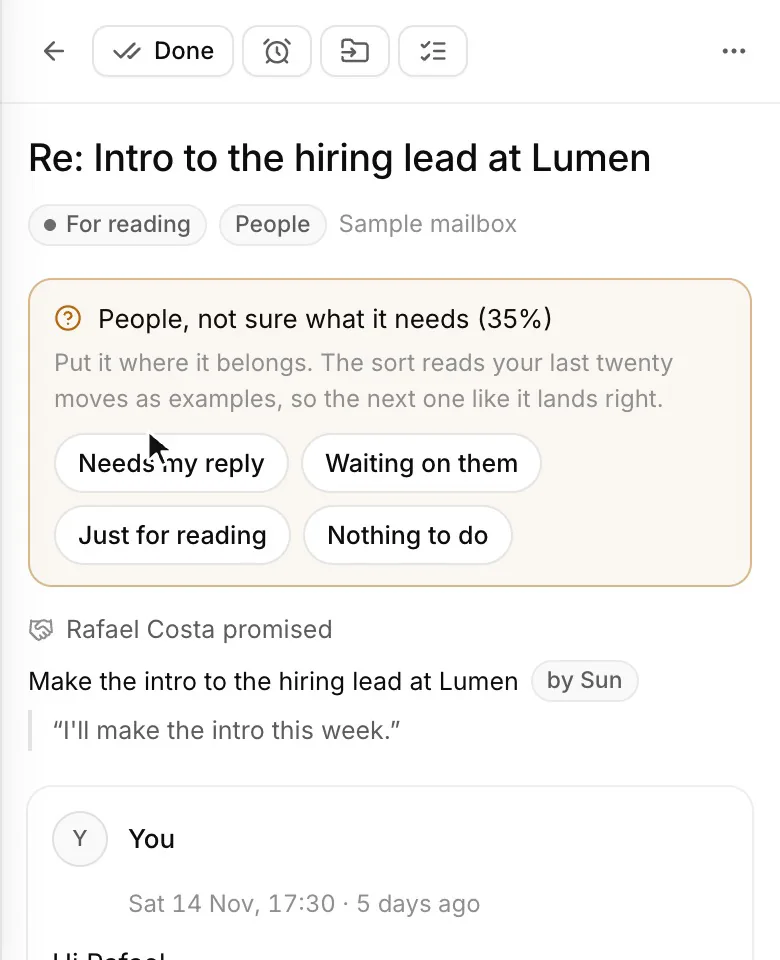 Done
Re: Intro to the hiring lead at Lumen
For reading People Sample mailbox
People, not sure what it needs (35%)
Put it where it belongs. The sort reads your last twenty
moves as examples, so the next one like it lands right.
Needs my reply Waiting on them
Just for reading Nothing to do
Rafael Costa promised
Make the intro to the hiring lead at Lumen by Sun
“I'll make the intro this week.”
Y You
Sat 14 Nov, 17:30 · 5 days ago
Hi Rafael